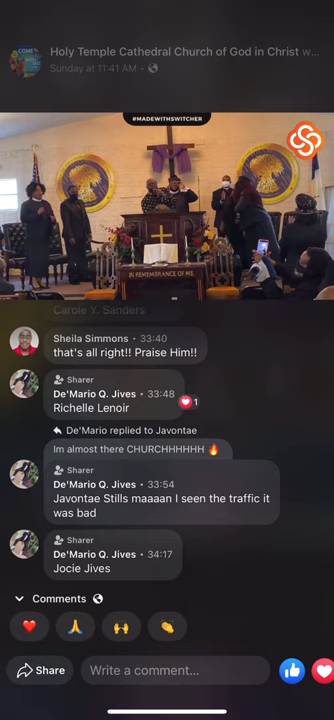 Holy Temple Cathedral Church of God in Christ w...
Sunday at 11:41 AM •
#MADEWITHSWITCHER
IN REMEMBRANCE OF ME
Carole Y. Sanders
Sheila Simmons • 33:40
that's all right!! Praise Him!!
Sharer
De'Mario Q. Jives • 33:48
Richelle Lenoir
1
De'Mario replied to Javontae
Im almost there CHURCHHHHHH 🔥
Sharer
De'Mario Q. Jives • 33:54
Javontae Stills maaaan I seen the traffic it
was bad
Sharer
De'Mario Q. Jives • 34:17
Jocie Jives
Comments
Share
Write a comment...